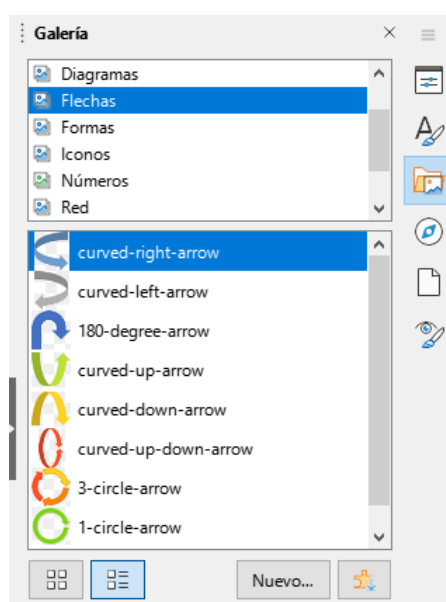 Galería
Diagramas
Flechas
Formas
Iconos
Números
Red
curved-right-arrow
curved-left-arrow
180-degree-arrow
curved-up-arrow
curved-down-arrow
curved-up-down-arrow
3-circle-arrow
1-circle-arrow
Nuevo...